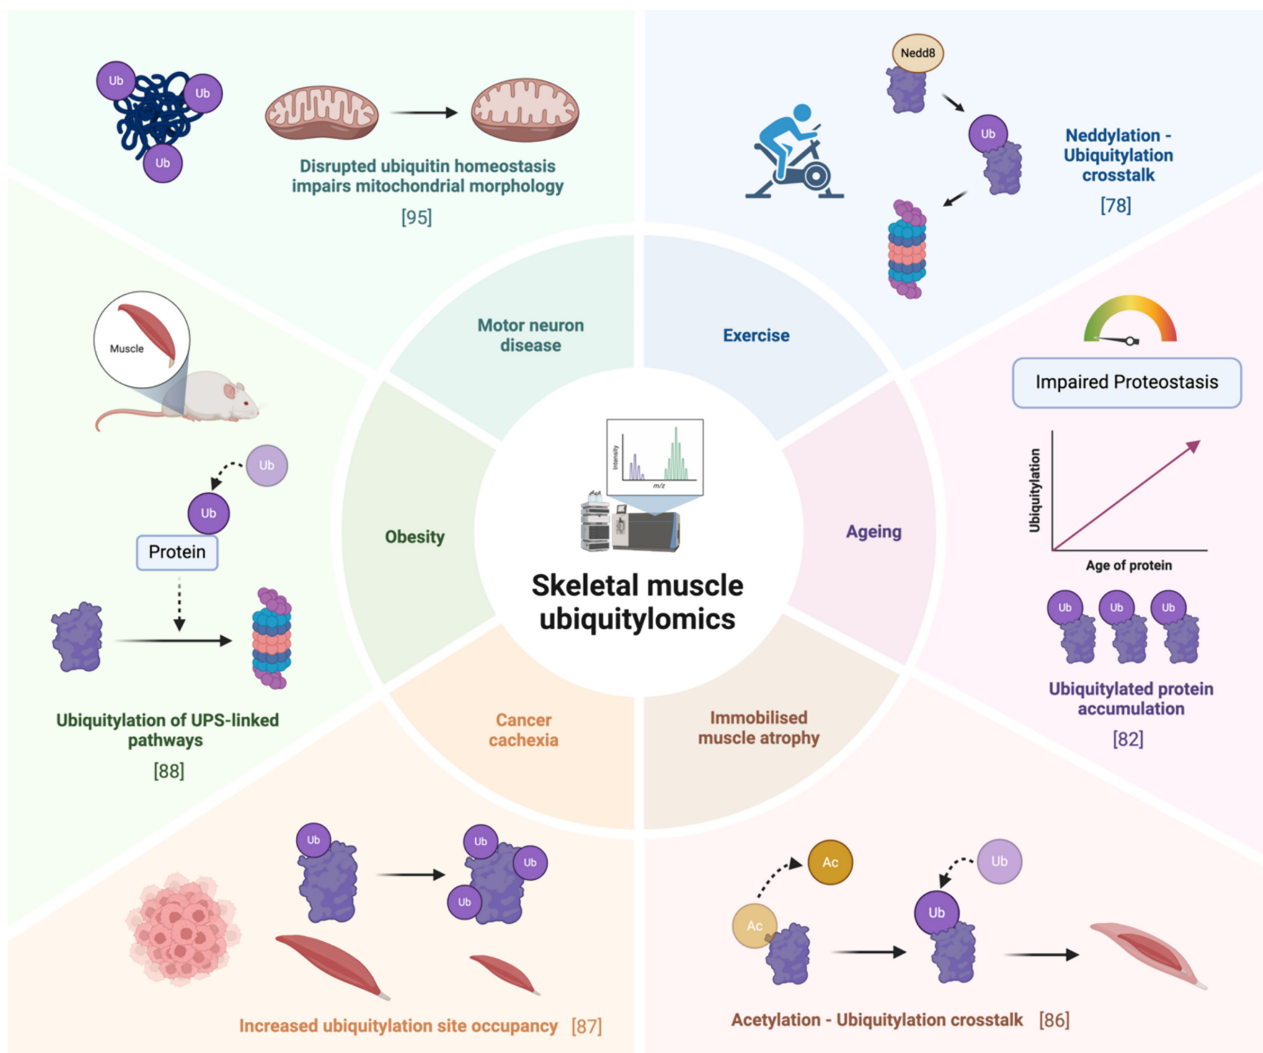 Ub
Ub
Ub
Disrupted ubiquitin homeostasis
impairs mitochondrial morphology
[95]
Nedd8
Ub
Neddylation -
Ubiquitylation
crosstalk
[78]
Motor neuron
disease
Exercise
Muscle
Ub
Ub
Protein
Ubiquitylation of UPS-linked
pathways
[88]
Obesity
Intensity
m/z
Skeletal muscle
ubiquitylomics
Ageing
Impaired Proteostasis
Ubiquitylation
Age of protein
Ub
Ub
Ub
Ubiquitylated protein
accumulation
[82]
Cancer
cachexia
Immobilised
muscle atrophy
Ub
Ub
Ub
Ub
Increased ubiquitylation site occupancy [87]
Ac
Ac
Ub
Ub
Acetylation - Ubiquitylation crosstalk [86]